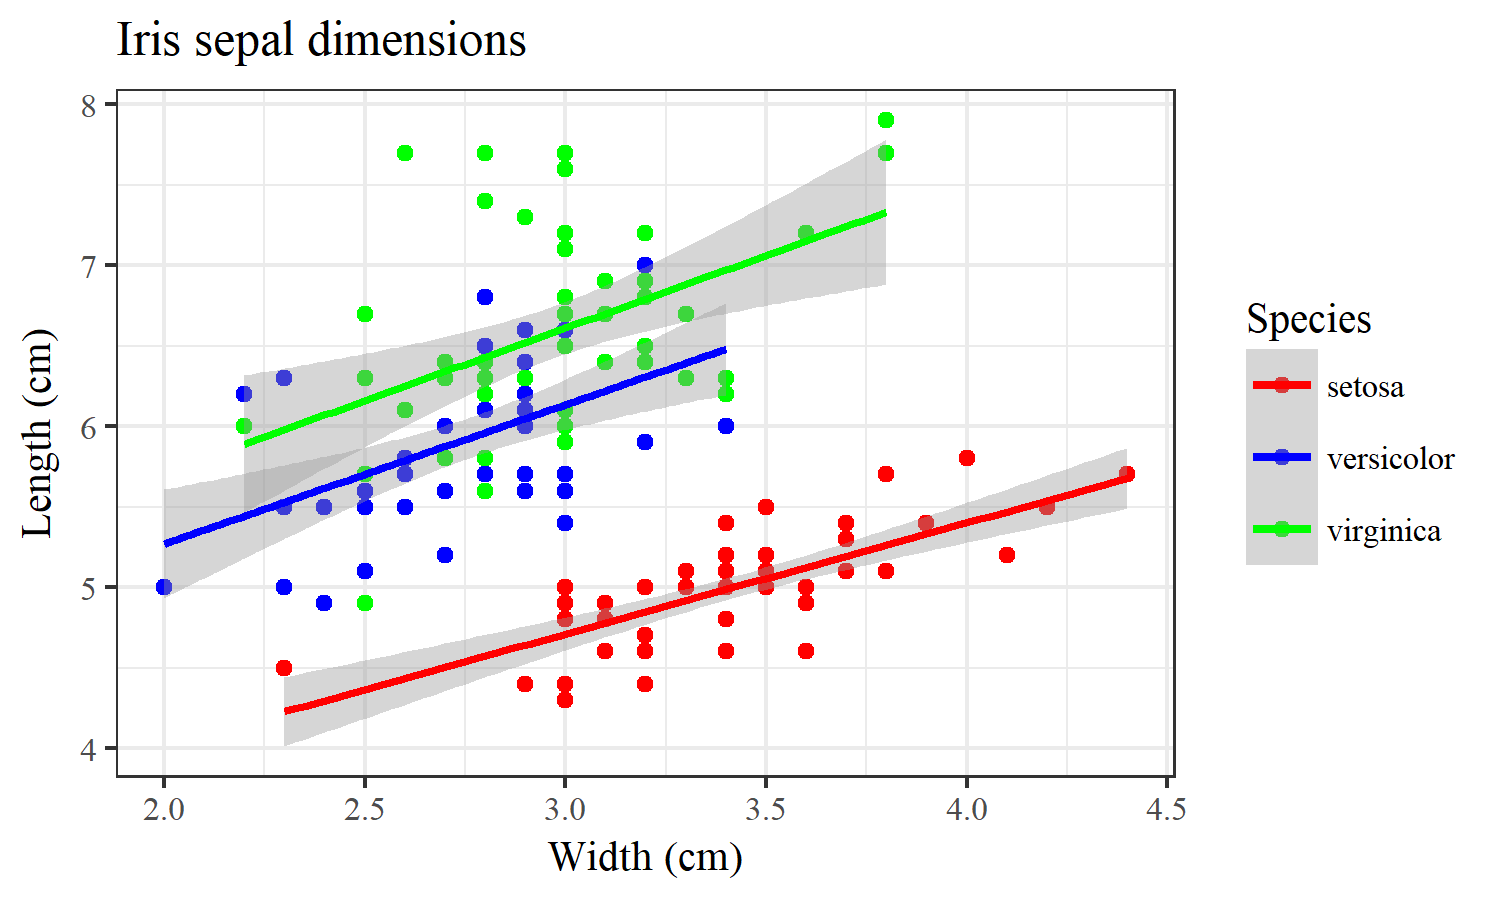 Iris sepal dimensions
8
7
6
5
4
Length (cm)
2.0 2.5 3.0 3.5 4.0 4.5
Width (cm)
Species
setosa
versicolor
virginica